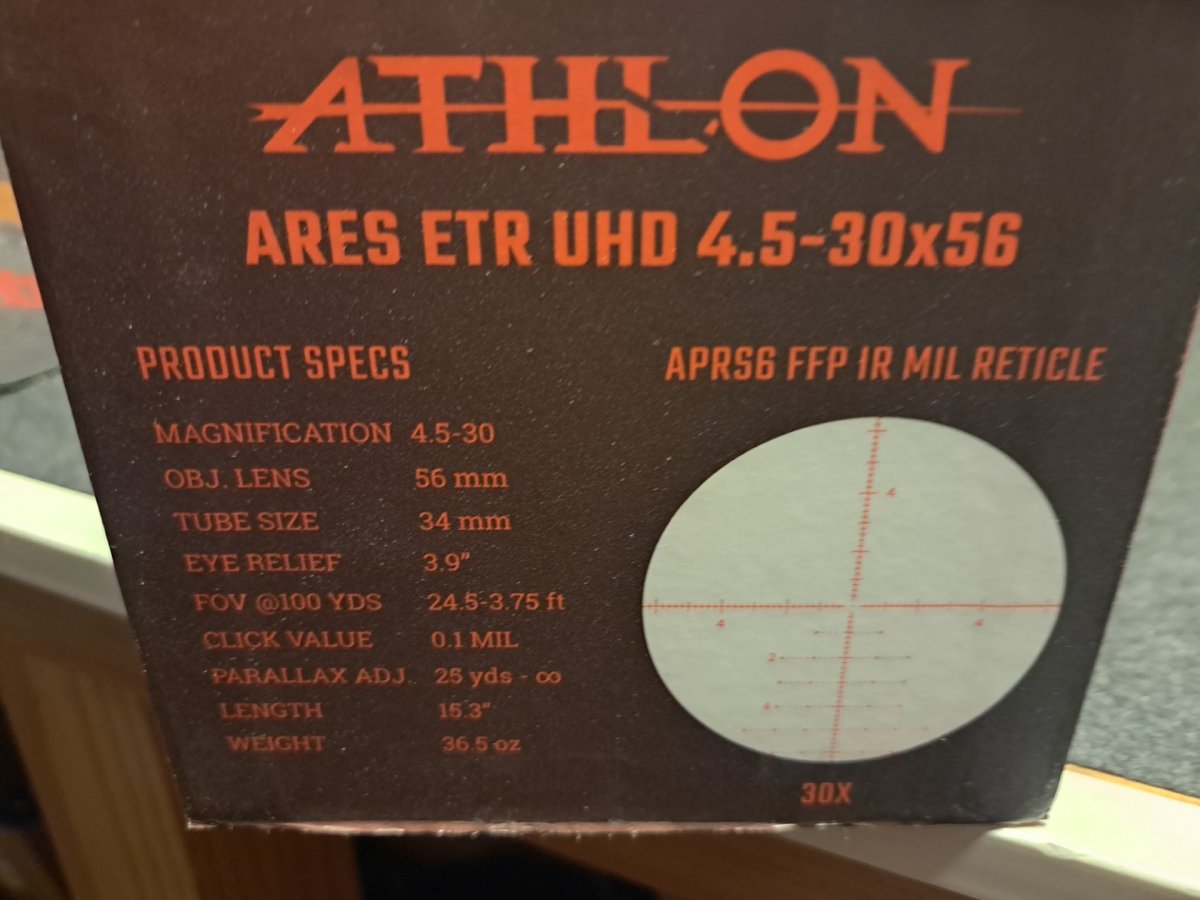 ATHLON
ARES ETR UHD 4.5-30x56
PRODUCT SPECS
MAGNIFICATION 4.5-30
OBJ. LENS 56 mm
TUBE SIZE 34 mm
EYE RELIEF 3.9"
FOV @100 YDS 24.5-3.75 ft
CLICK VALUE 0.1 MIL
PARALLAX ADJ. 25 yds - ∞
LENGTH 15.3"
WEIGHT 36.5 oz
APRS6 FFP IR MIL RETICLE
4
4 4
2
4
30X